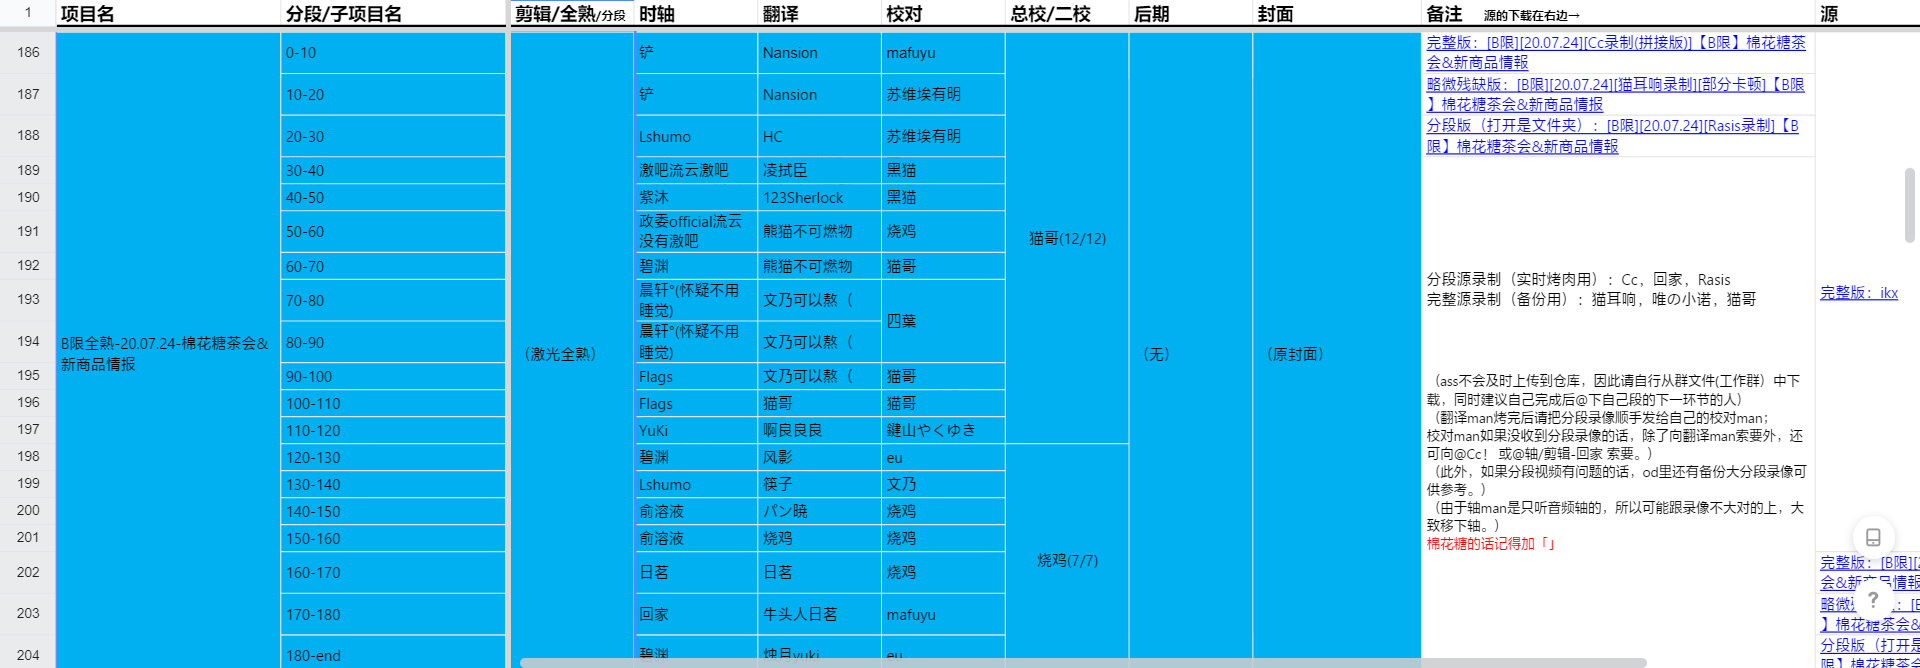 1 项目名 分段/子项目名 剪辑/全熟/分段 时轴 翻译 校对 总校/二校 后期 封面 备注 源的下载在右边→ 源
186 0-10 铲 Nansion mafuyu
187 10-20 铲 Nansion 苏维埃有明
188 20-30 Lshumo HC 苏维埃有明
189 30-40 激吧流云激吧 凌拭臣 黑猫
190 40-50 紫沐 123Sherlock 黑猫
191 50-60 政委official流云
没有激吧 熊猫不可燃物 烧鸡
192 60-70 碧渊 熊猫不可燃物 猫哥
193 70-80 晨轩°(怀疑不用
睡觉) 文乃可以熬（
四葉
194 80-90 晨轩°(怀疑不用
睡觉) 文乃可以熬（
195 90-100 Flags 文乃可以熬（ 猫哥
196 100-110 Flags 猫哥 猫哥
197 110-120 YuKi 啊良良良 鍵山やくゆき
198 120-130 碧渊 风影 eu
199 130-140 Lshumo 筷子 文乃
200 140-150 俞溶液 パン暁 烧鸡
201 150-160 俞溶液 烧鸡 烧鸡
202 160-170 日茗 日茗 烧鸡
203 170-180 回家 牛头人日茗 mafuyu
204 180-end 碧渊 烛月yuki eu
B限全熟-20.07.24-棉花糖茶会&
新商品情报
（激光全熟）
猫哥(12/12)
烧鸡(7/7)
（无）
（原封面）
完整版：[B限][20.07.24][Cc录制(拼接版)]【B限】棉花糖茶
会&新商品情報
略微残缺版：[B限][20.07.24][猫耳响录制][部分卡顿]【B限
】棉花糖茶会&新商品情报
分段版（打开是文件夹）：[B限][20.07.24][Rasis录制]【B
限】棉花糖茶会&新商品情報
分段源录制（实时烤肉用）：Cc，回家，Rasis
完整源录制（备份用）：猫耳响，唯の小诺，猫哥
（ass不会及时上传到仓库，因此请自行从群文件(工作群）中下
载，同时建议自己完成后@下自己段的下一环节的人）
（翻译man烤完后请把分段录像顺手发给自己的校对man；
校对man如果没收到分段录像的话，除了向翻译man索要外，还
可向@Cc！ 或@轴/剪辑-回家 索要。）
（此外，如果分段视频有问题的话，od里还有备份大分段录像可
供参考。）
（由于轴man是只听音频轴的，所以可能跟录像不大对的上，大
致移下轴。）
棉花糖的话记得加「」
完整版：ikx
完整版：[B限][2
会&新商品情報
略微 ：[B
】棉花糖茶会&
分段版（打开是
限】棉花糖茶会
?